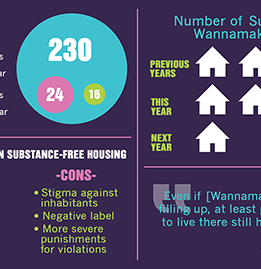 230
24
16
N SUBSTANCE-FREE HOUSING
-CONS-
• Stigma against
inhabitants
• Negative label
• More severe
punishments
for violations
Number of Su
Wannamak
PREVIOUS
YEARS
THIS
YEAR
NEXT
YEAR
"
Even if [Wannama
filling up, at least
to live there still h